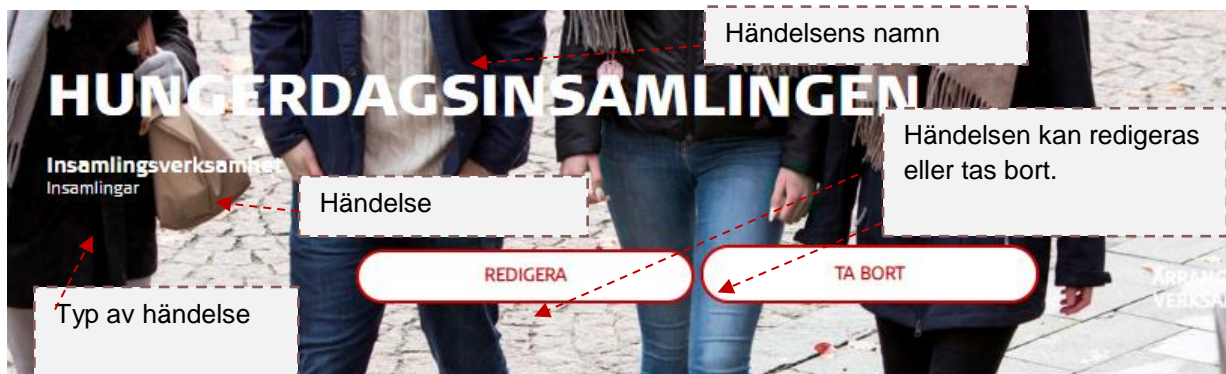 Händelsens namn
HUNGERDAGSINSAMLINGEN
Händelsen kan redigeras
eller tas bort.
Insamlingsverksamhet
Insamlingar
Händelse
REDIGERA
TA BORT
Typ av händelse